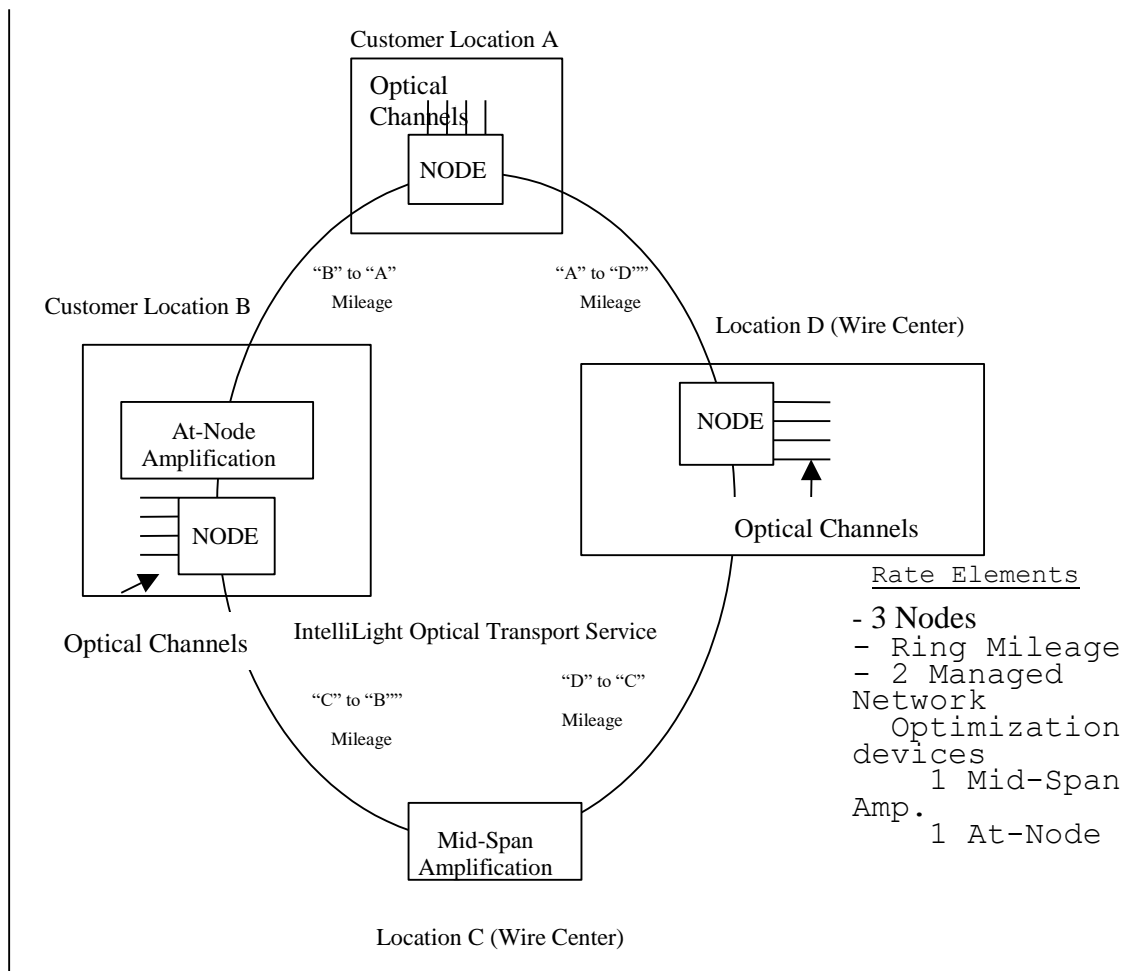 Customer Location A
Optical
Channels
NODE
“B” to “A”
Mileage
“A” to “D””
Mileage
Customer Location B
Location D (Wire Center)
At-Node
Amplification
NODE
NODE
Optical Channels
Optical Channels
Rate Elements
- 3 Nodes
- Ring Mileage
- 2 Managed
Network
Optimization
devices
1 Mid-Span
Amp.
1 At-Node
IntelliLight Optical Transport Service
“C” to “B””
Mileage
“D” to “C”
Mileage
Mid-Span
Amplification
Location C (Wire Center)